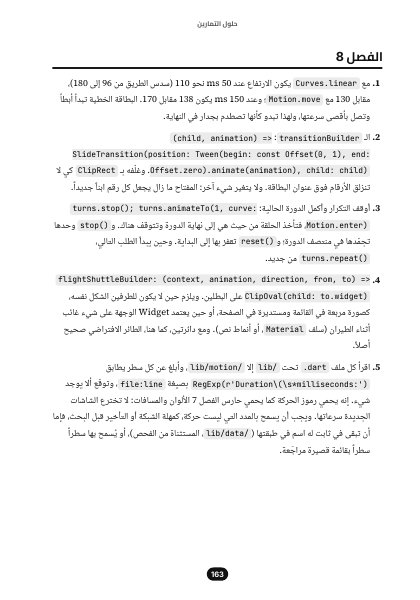 حلول التمارين
الفصل 8
1. مع Curves.linear يكون الارتفاع عند 50 ms نحو 110 (سدس الطريق من 96 إلى 180)،
مقابل 130 مع Motion.move؛ وعند 150 ms يكون 138 مقابل 170. البطاقة الخطية تبدأ أبطأ
وتصل بأقصى سرعتها، ولهذا تبدو كأنها تصطدم بجدار في النهاية.
2. الـ transitionBuilder: (child, animation) =>
SlideTransition(position: Tween(begin: const Offset(0, 1), end:
Offset.zero).animate(animation), child: child). وغلّفه بـ ClipRect كي لا
تنزلق الأرقام فوق عنوان البطاقة. ولا يتغير شيء آخر: المفتاح ما زال يجعل كل رقم ابناً جديداً.
3. أوقف التكرار وأكمل الدورة الحالية: turns.stop(); turns.animateTo(1, curve:
Motion.enter)، فتأخذ الحلقة من حيث هي إلى نهاية الدورة وتتوقف هناك. و stop() وحدها
تجمّدها في منتصف الدورة؛ و reset() تقفز بها إلى البداية. وحين يبدأ الطلب التالي،
turns.repeat() من جديد.
4. flightShuttleBuilder: (context, animation, direction, from, to) =>
ClipOval(child: to.widget) على البطلين. ويلزم حين لا يكون للطرفين الشكل نفسه،
كصورة مربعة في القائمة ومستديرة في الصفحة، أو حين يعتمد Widget الوجهة على شيء غائب
أثناء الطيران (سلف Material، أو أنماط نص). ومع دائرتين، كما هنا، الطائر الافتراضي صحيح
أصلاً.
5. اقرأ كل ملف .dart تحت lib/ إلا lib/motion/، وأبلغ عن كل سطر يطابق
RegExp(r'Duration\(\s*milliseconds:') بصيغة file:line، وتوقع ألا يوجد
شيء. إنه يحمي رموز الحركة كما يحمي حارس الفصل 7 الألوان والمسافات: لا تخترع الشاشات
الجديدة سرعاتها. ويجب أن يسمح بالمدد التي ليست حركة، كمهلة الشبكة أو التأخير قبل البحث، فإما
أن تبقى في ثابت له اسم في طبقتها (lib/data/، المستثناة من الفحص)، أو يُسمح بها سطراً
سطراً بقائمة قصيرة مراجَعة.
163